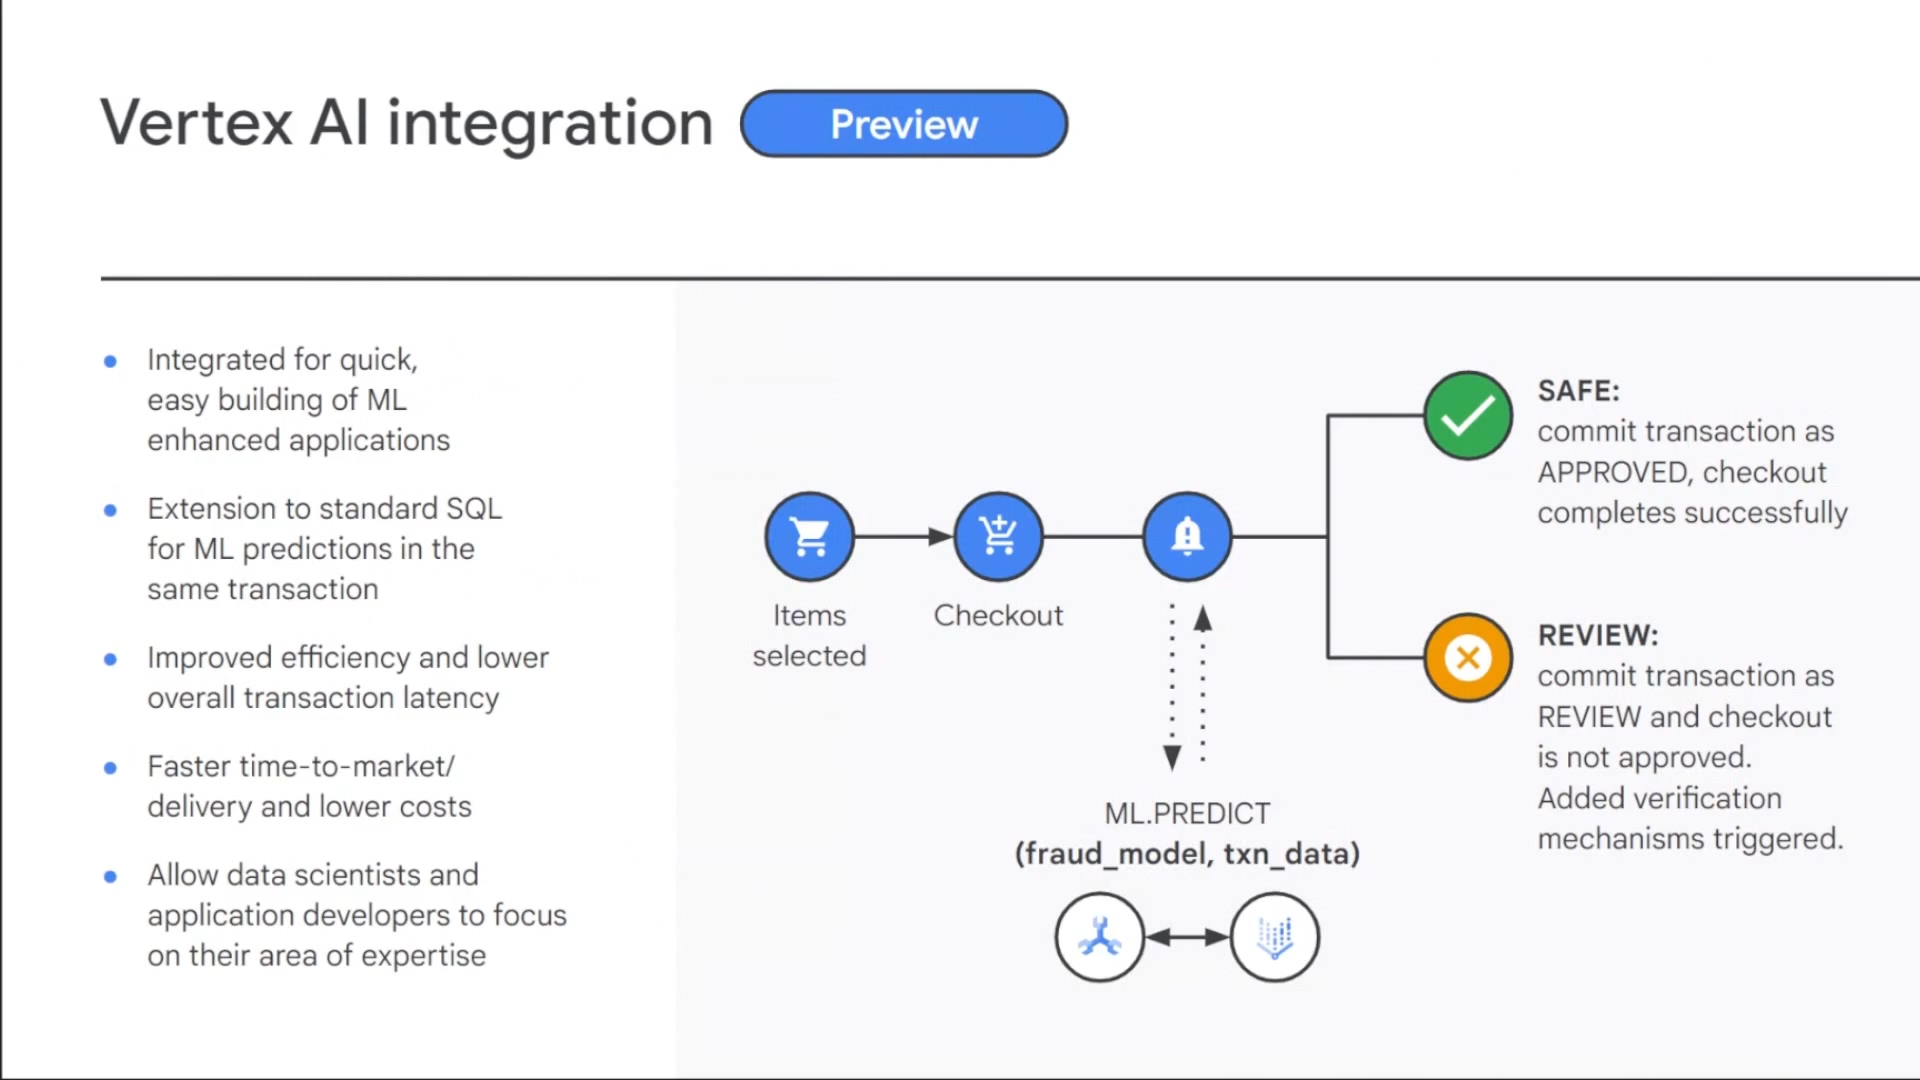 Vertex AI integration
Preview
Integrated for quick,
easy building of ML
enhanced applications
Extension to standard SQL
for ML predictions in the
same transaction
Improved efficiency and lower
overall transaction latency
Faster time-to-market/
delivery and lower costs
Allow data scientists and
application developers to focus
on their area of expertise
Items
selected
Checkout
ML.PREDICT
(fraud_model, txn_data)
SAFE:
commit transaction as
APPROVED, checkout
completes successfully
REVIEW:
commit transaction as
REVIEW and checkout
is not approved.
Added verification
mechanisms triggered.